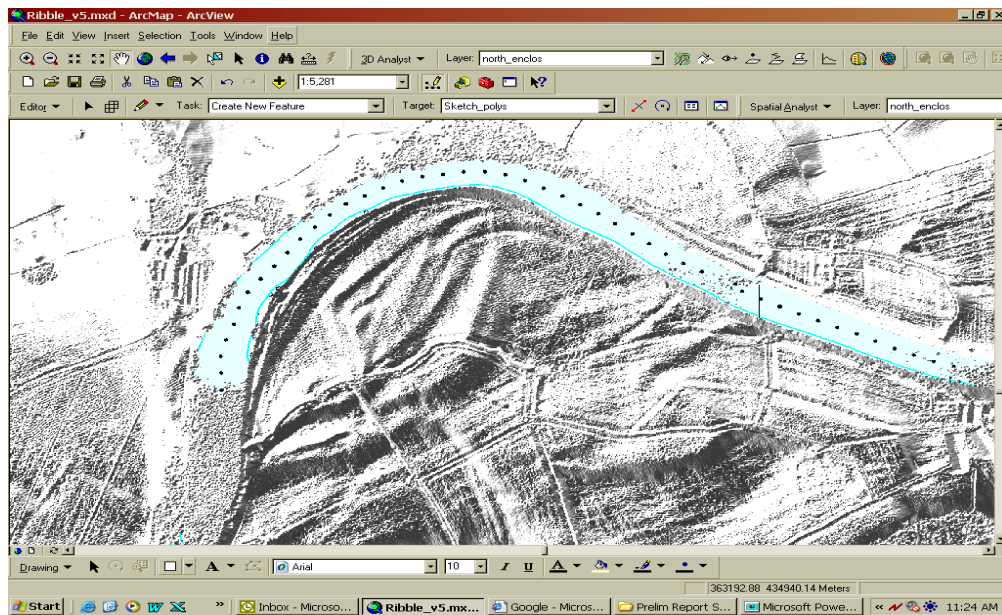 Ribble_v5.mxd - ArcMap - ArcView
File Edit View Insert Selection Tools Window Help
3D Analyst Layer: north_enclos
1:5,281
Editor Task: Create New Feature Target: Sketch_polys Spatial Analyst Layer: north_enclos
Drawing A Arial 10 I U A
363192.88 434940.14 Meters
Start W X » Inbox - Microso... Ribble_v5.mx... Google - Micros... Prelim Report S... Microsoft Powe... « 11:24 AM